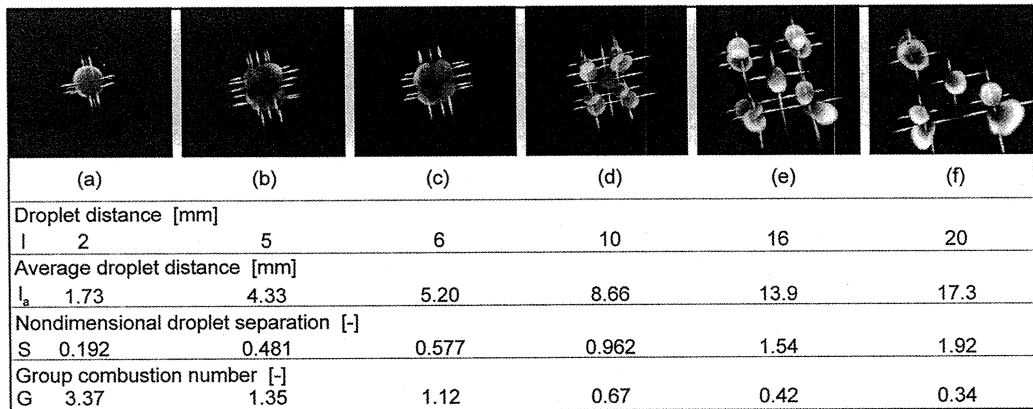 (a) (b) (c) (d) (e) (f)
Droplet distance [mm]
l 2 5 6 10 16 20
Average droplet distance [mm]
lₐ 1.73 4.33 5.20 8.66 13.9 17.3
Nondimensional droplet separation [-]
S 0.192 0.481 0.577 0.962 1.54 1.92
Group combustion number [-]
G 3.37 1.35 1.12 0.67 0.42 0.34